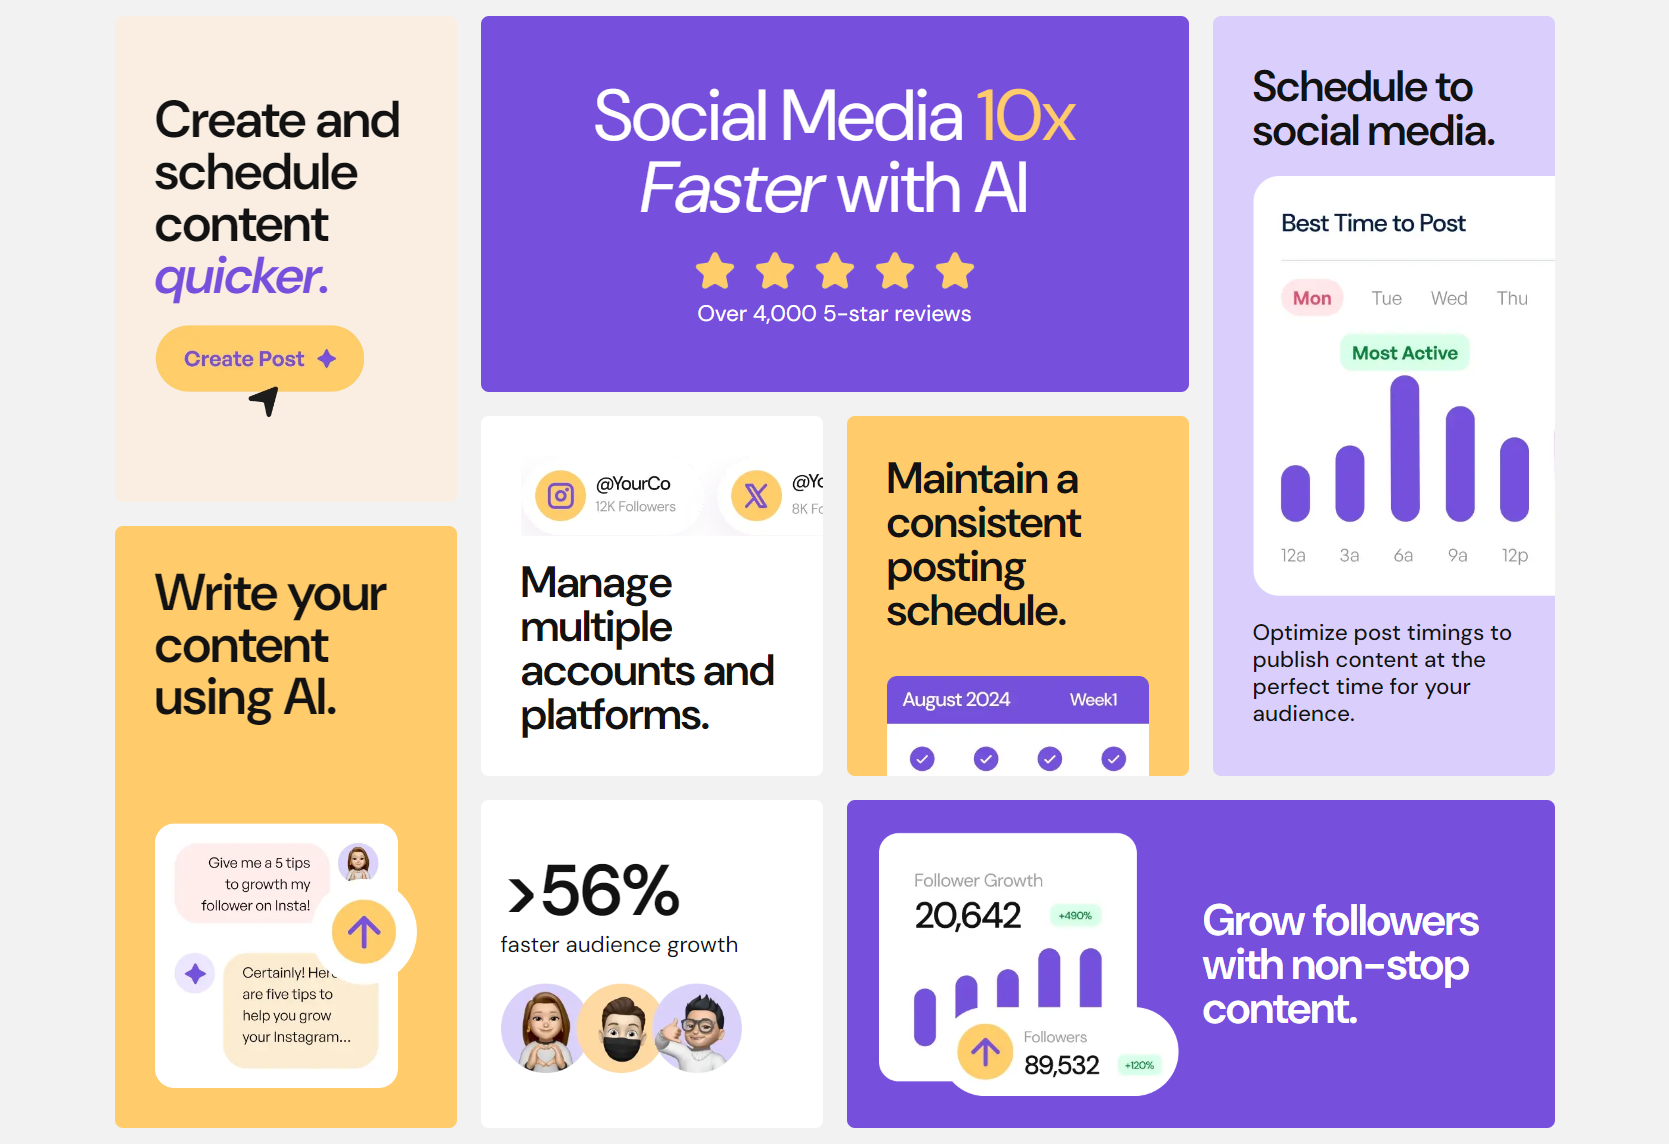 Create and
schedule
content
quicker.
Create Post
Social Media 10x
Faster with AI
Over 4,000 5-star reviews
Schedule to
social media.
Best Time to Post
Mon Tue Wed Thu
Most Active
12a 3a 6a 9a 12p
Optimize post timings to
publish content at the
perfect time for your
audience.
Write your
content
using AI.
Give me a 5 tips
to growth my
follower on Insta!
Certainly! Here
are five tips to
help you grow
your Instagram...
@YourCo
12K Followers
@Yo
8K Fo
Manage
multiple
accounts and
platforms.
Maintain a
consistent
posting
schedule.
August 2024 Week1
>56%
faster audience growth
Follower Growth
20,642 +490%
Followers
89,532 +120%
Grow followers
with non-stop
content.